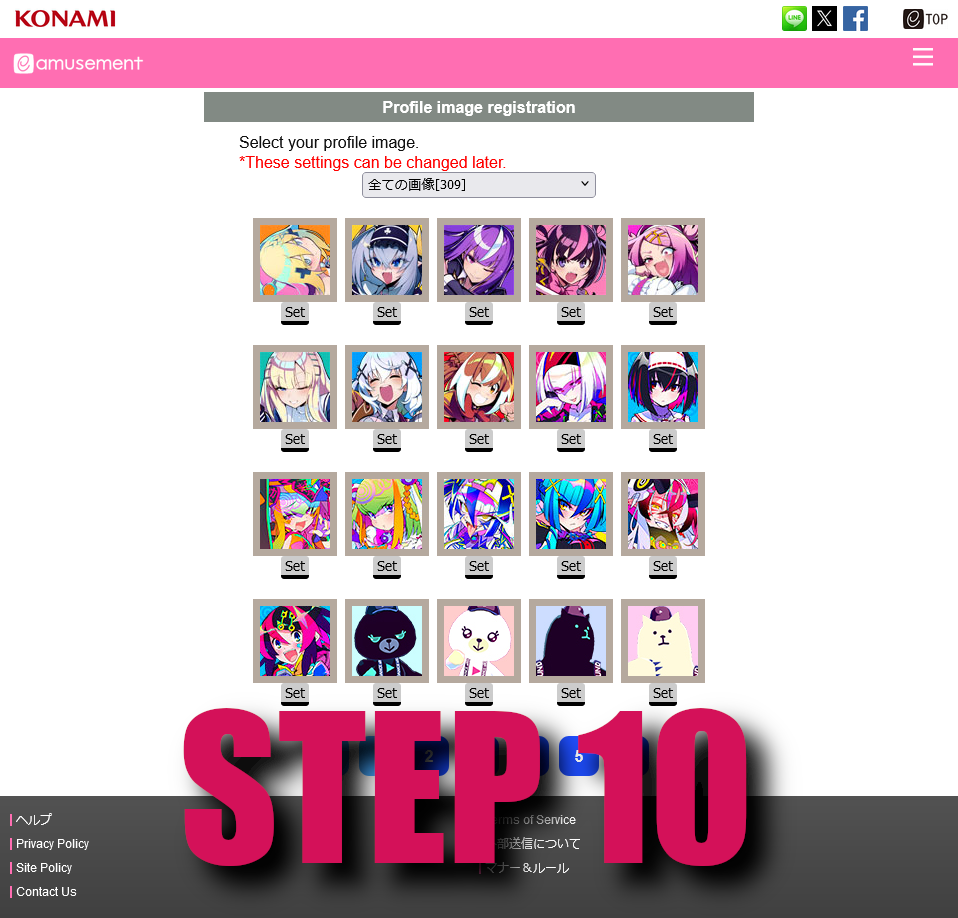 KONAMI
LINE
TOP
e amusement
Profile image registration
Select your profile image.
*These settings can be changed later.
全ての画像[309]
Set Set Set Set Set
Set Set Set Set Set
Set Set Set Set Set
Set Set Set Set Set
2 5
STEP 10
ヘルプ
rms of Service
Privacy Policy
部送信について
Site Policy
マナー＆ルール
Contact Us